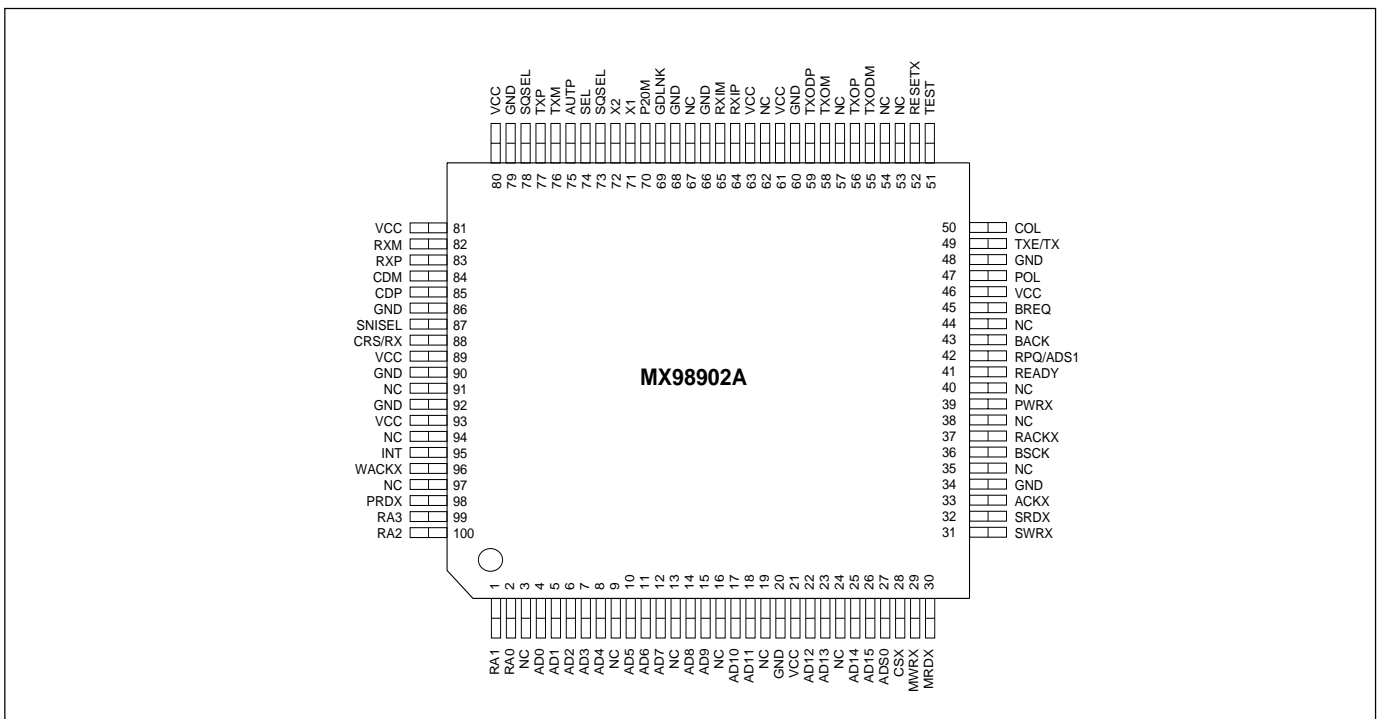 VCC
GND
SQSEL
TXP
TXM
AUTP
SEL
SQSEL
X2
X1
P20M
GDLNK
GND
NC
GND
RXIM
RXIP
VCC
NC
VCC
GND
TXODP
TXOM
NC
TXOP
TXODM
NC
NC
RESETX
TEST
80
79
78
77
76
75
74
73
72
71
70
69
68
67
66
65
64
63
62
61
60
59
58
57
56
55
54
53
52
51
VCC 81
RXM 82
RXP 83
CDM 84
CDP 85
GND 86
SNISEL 87
CRS/RX 88
VCC 89
GND 90
NC 91
GND 92
VCC 93
NC 94
INT 95
WACKX 96
NC 97
PRDX 98
RA3 99
RA2 100
MX98902A
50 COL
49 TXE/TX
48 GND
47 POL
46 VCC
45 BREQ
44 NC
43 BACK
42 RPQ/ADS1
41 READY
40 NC
39 PWRX
38 NC
37 RACKX
36 BSCK
35 NC
34 GND
33 ACKX
32 SRDX
31 SWRX
1
2
3
4
5
6
7
8
9
10
11
12
13
14
15
16
17
18
19
20
21
22
23
24
25
26
27
28
29
30
RA1
RA0
NC
AD0
AD1
AD2
AD3
AD4
NC
AD5
AD6
AD7
NC
AD8
AD9
NC
AD10
AD11
NC
GND
VCC
AD12
AD13
NC
AD14
AD15
ADS0
CSX
MWRX
MRDX